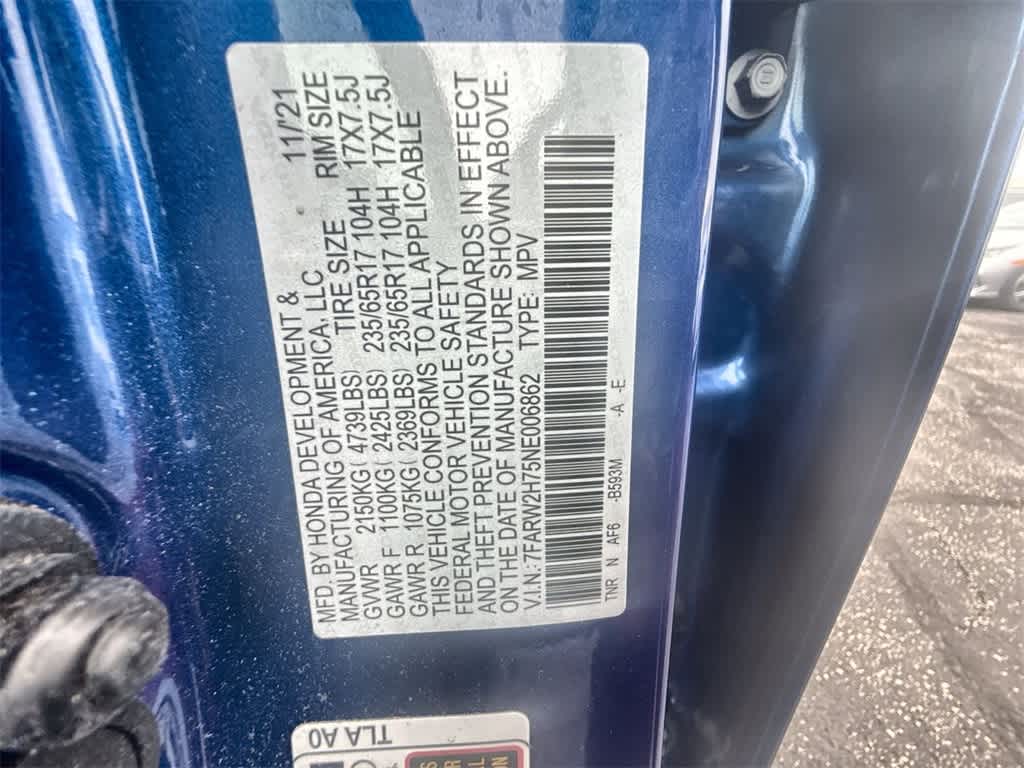 MFD. BY HONDA DEVELOPMENT & 11/21
MANUFACTURING OF AMERICA, LLC
TIRE SIZE RIM SIZE
GVWR 2150KG ( 4739LBS)
GAWR F 1100KG ( 2425LBS) 235/65R17 104H 17X7.5J
GAWR R 1075KG ( 2369LBS) 235/65R17 104H 17X7.5J
THIS VEHICLE CONFORMS TO ALL APPLICABLE
FEDERAL MOTOR VEHICLE SAFETY
AND THEFT PREVENTION STANDARDS IN EFFECT
ON THE DATE OF MANUFACTURE SHOWN ABOVE.
V.I.N.: 7FARW2H75NE006862 TYPE: MPV
TNR N AF6 -B593M -A -E
TLA A0